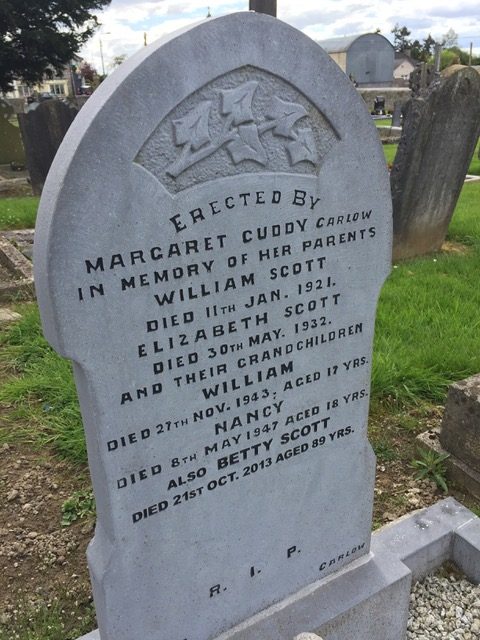 ERECTED BY
MARGARET CUDDY CARLOW
IN MEMORY OF HER PARENTS
WILLIAM SCOTT
DIED 11TH JAN. 1921.
ELIZABETH SCOTT
DIED 30TH MAY. 1932.
AND THEIR GRANDCHILDREN
WILLIAM
DIED 27TH NOV. 1943; AGED 17 YRS.
NANCY
DIED 8TH MAY 1947 AGED 18 YRS.
ALSO BETTY SCOTT
DIED 21ST OCT. 2013 AGED 89 YRS.
R. I. P.
CARLOW